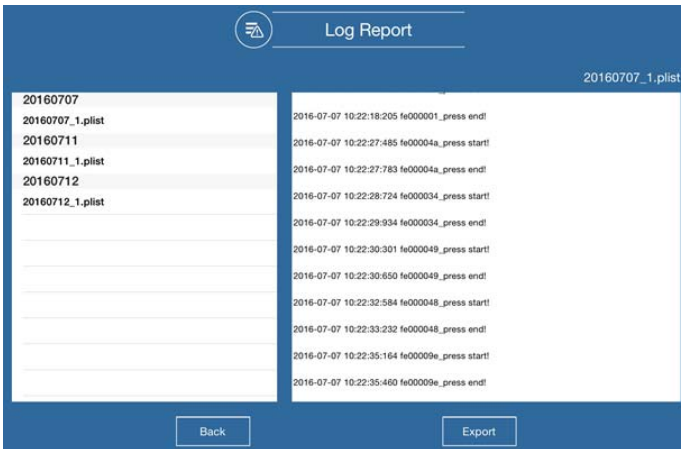 Log Report
20160707_1.plist
20160707
20160707_1.plist
20160711
20160711_1.plist
20160712
20160712_1.plist
2016-07-07 10:22:18:205 fe000001_press end!
2016-07-07 10:22:27:485 fe00004a_press start!
2016-07-07 10:22:27:783 fe00004a_press end!
2016-07-07 10:22:28:724 fe000034_press start!
2016-07-07 10:22:29:934 fe000034_press end!
2016-07-07 10:22:30:301 fe000049_press start!
2016-07-07 10:22:30:650 fe000049_press end!
2016-07-07 10:22:32:584 fe000048_press start!
2016-07-07 10:22:33:232 fe000048_press end!
2016-07-07 10:22:35:164 fe00009e_press start!
2016-07-07 10:22:35:460 fe00009e_press end!
Back
Export